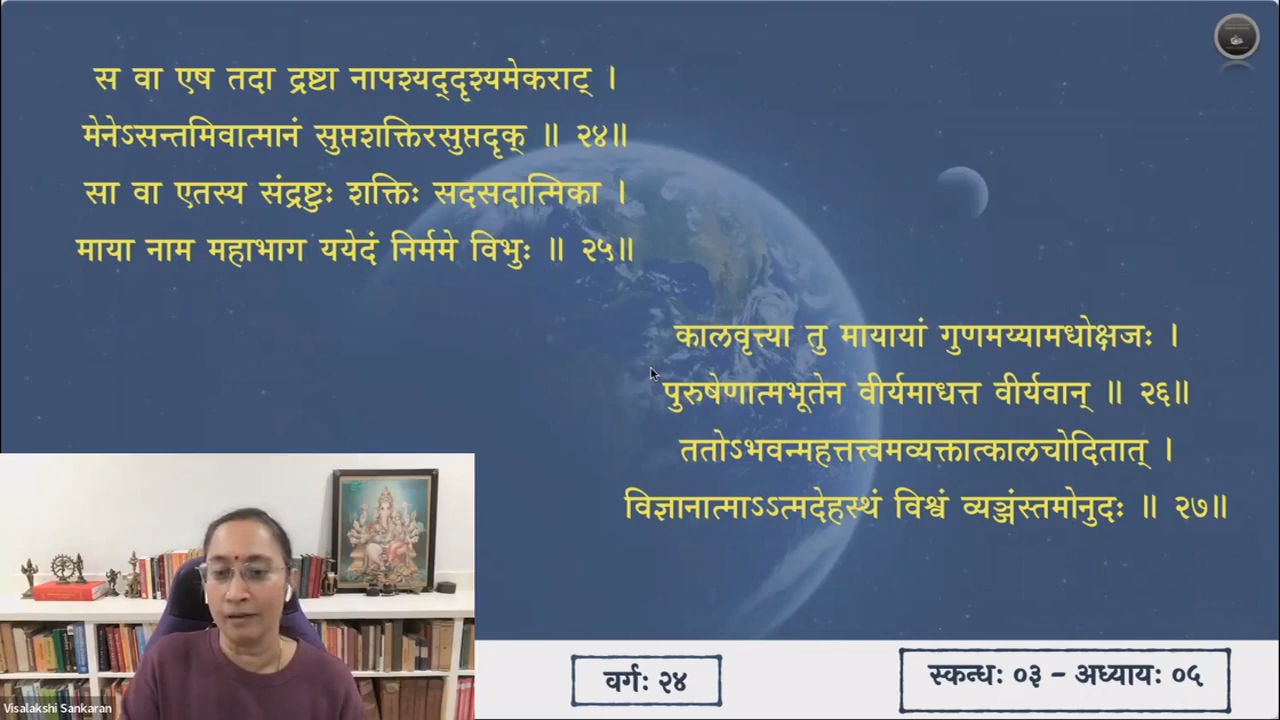 स वा एष तदा द्रष्टा नापश्यद्दृश्यमेकराट् ।
मेनेऽसन्तमिवात्मानं सुप्तशक्तिरसुप्तदृक् ॥ २४॥
सा वा एतस्य संद्रष्टुः शक्तिः सदसदात्मिका ।
माया नाम महाभाग ययेदं निर्ममे विभुः ॥ २५॥
कालवृत्त्या तु मायायां गुणमय्यामधोक्षजः ।
पुरुषेणात्मभूतेन वीर्यमाधत्त वीर्यवान् ॥ २६॥
ततोऽभवन्महत्तत्त्वमव्यक्तात्कालचोदितात् ।
विज्ञानात्माऽऽत्मदेहस्थं विश्वं व्यञ्जंस्तमोनुदः ॥ २७॥
वर्गः २४
स्कन्धः ०३ - अध्यायः ०५
Visalakshi Sankaran